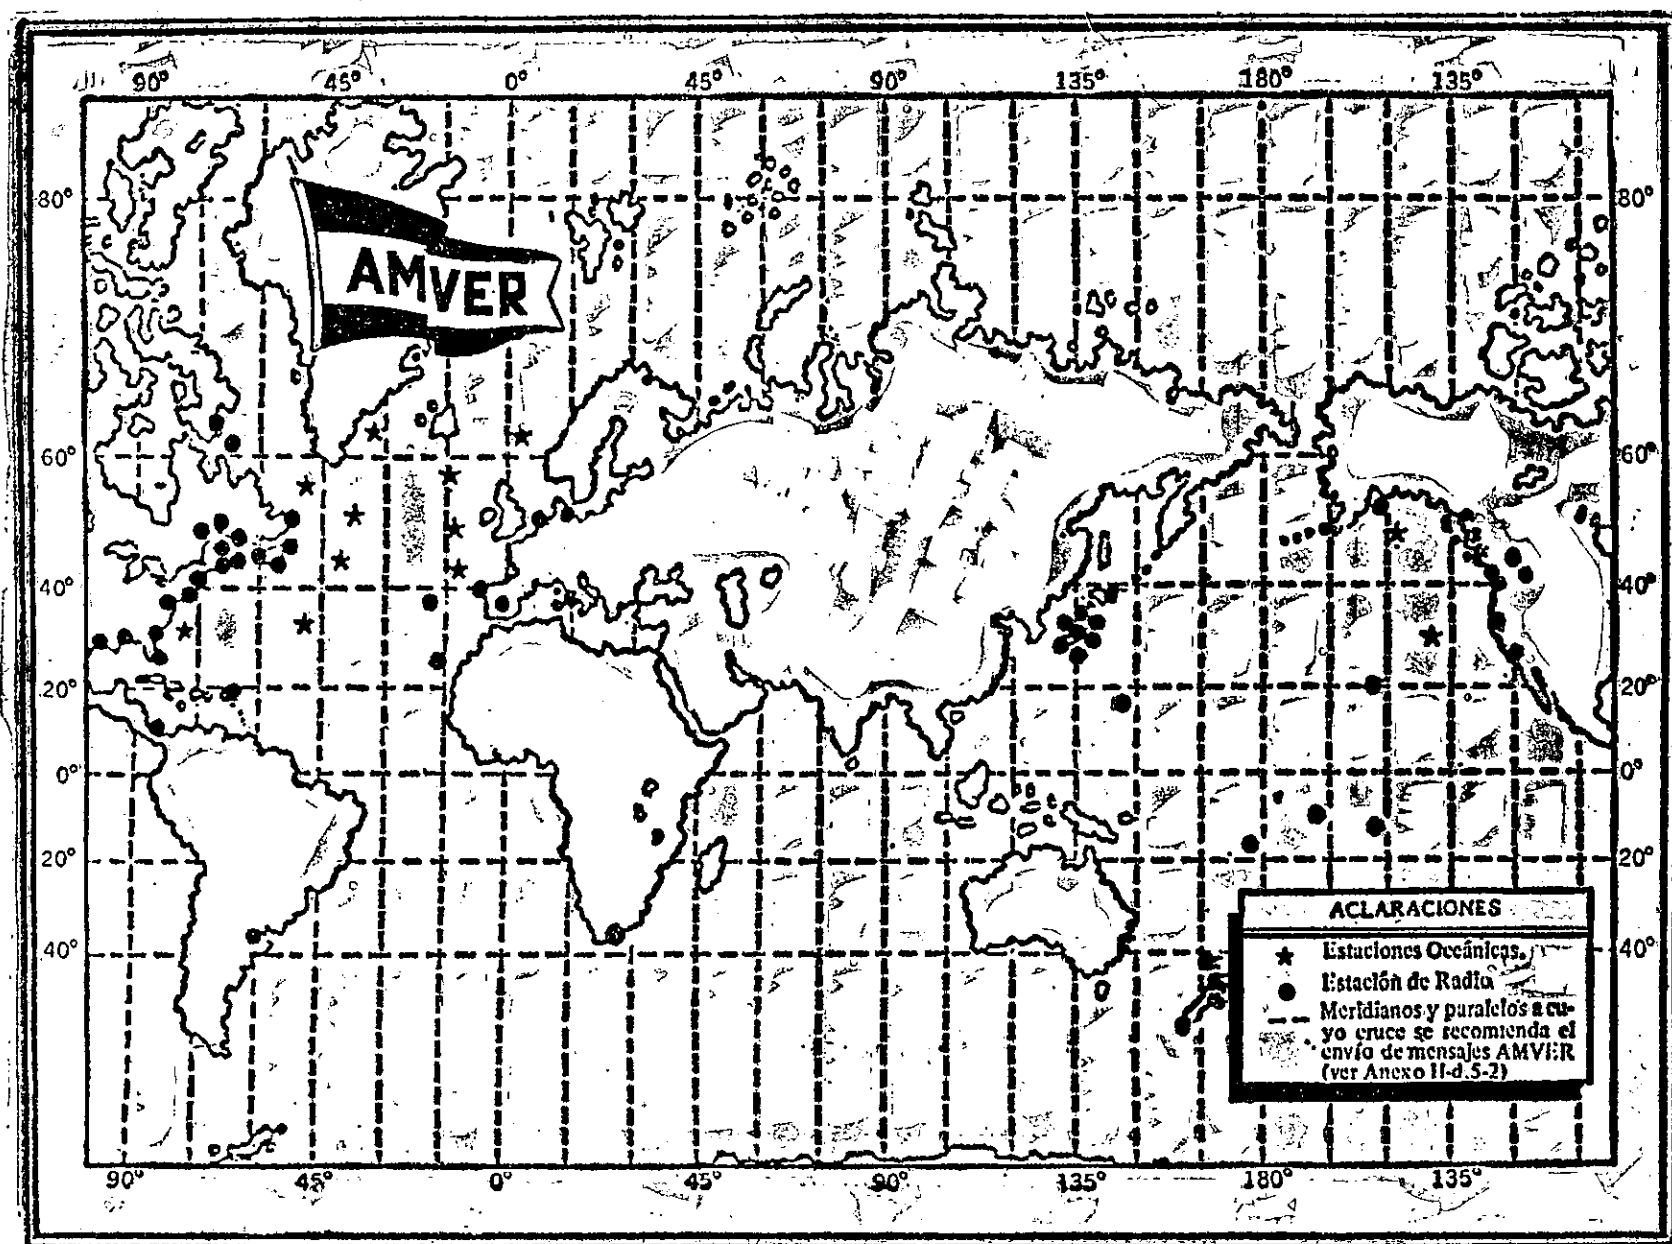 90° 45° 0° 45° 90° 135° 180° 135°
80° 80°
AMVER
60° 60°
40° 40°
20° 20°
0° 0°
20° 20°
ACLARACIONES
40° 40°
Estaciones Oceánicas.
Estación de Radio
Meridianos y paralelos a cu-
yo cruce se recomienda el
envío de mensajes AMVER
(ver Anexo II-d.5-2)
90° 45° 0° 45° 90° 135° 180° 135°